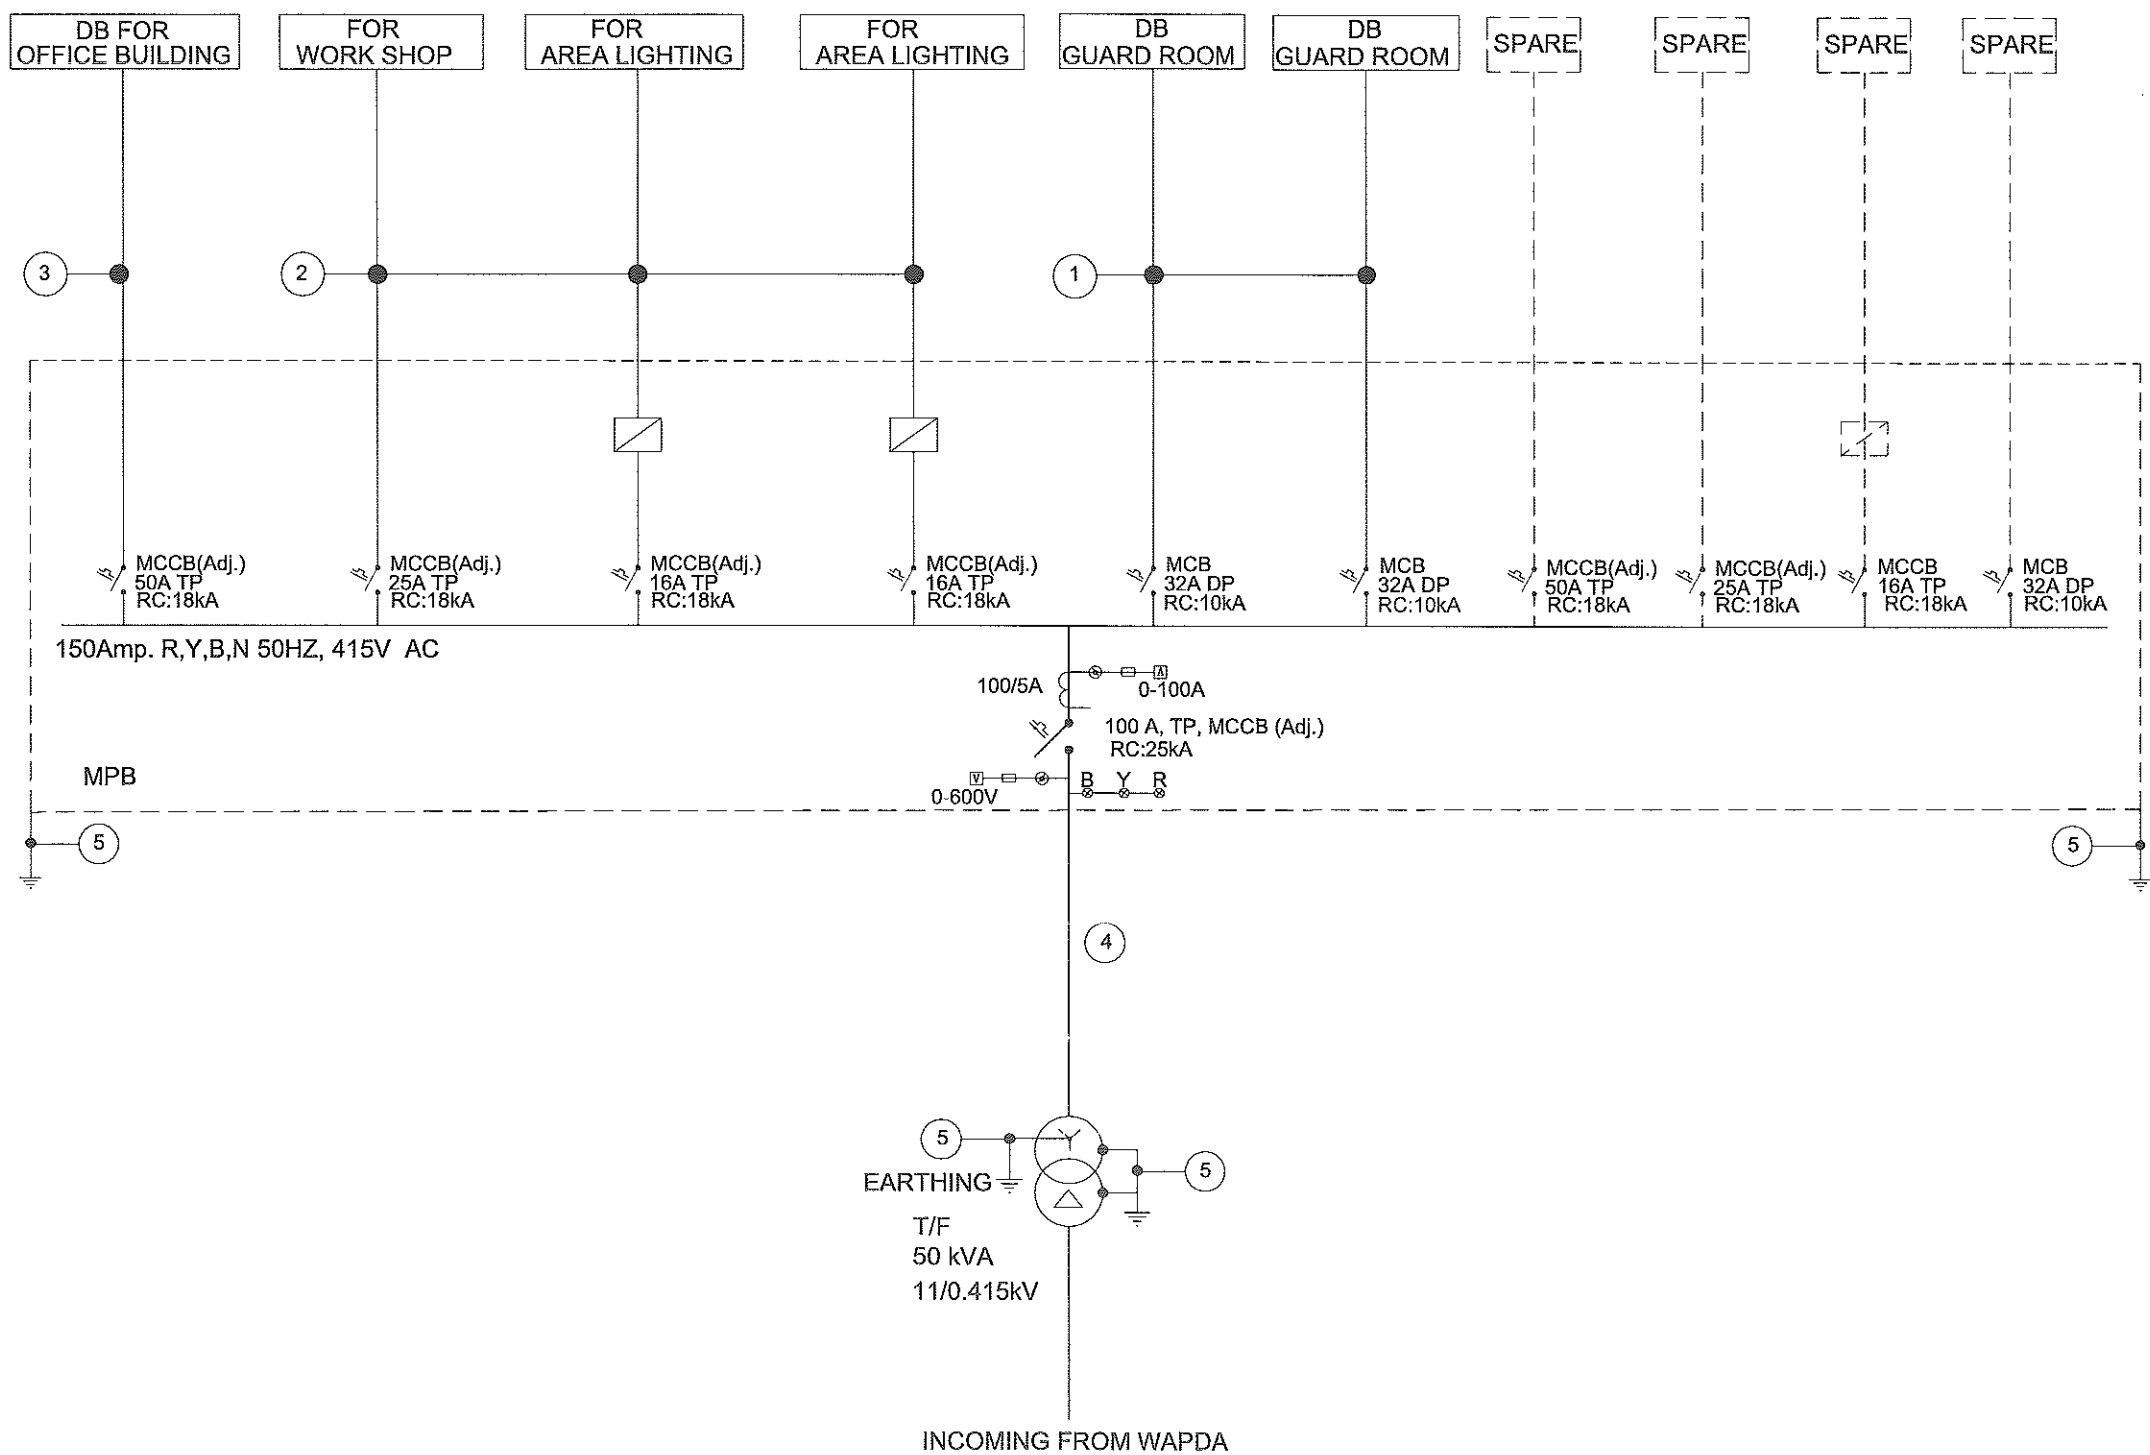 DB FOR
OFFICE BUILDING
FOR
WORK SHOP
FOR
AREA LIGHTING
FOR
AREA LIGHTING
DB
GUARD ROOM
DB
GUARD ROOM
SPARE
SPARE
SPARE
SPARE
3
2
1
MCCB(Adj.)
50A TP
RC:18kA
MCCB(Adj.)
25A TP
RC:18kA
MCCB(Adj.)
16A TP
RC:18kA
MCCB(Adj.)
16A TP
RC:18kA
MCB
32A DP
RC:10kA
MCB
32A DP
RC:10kA
MCCB(Adj.)
50A TP
RC:18kA
MCCB(Adj.)
25A TP
RC:18kA
MCCB
16A TP
RC:18kA
MCB
32A DP
RC:10kA
150Amp. R,Y,B,N 50HZ, 415V AC
100/5A
A
0-100A
100 A, TP, MCCB (Adj.)
RC:25kA
MPB
V
0-600V
B Y R
5
5
4
5
5
EARTHING
T/F
50 kVA
11/0.415kV
INCOMING FROM WAPDA